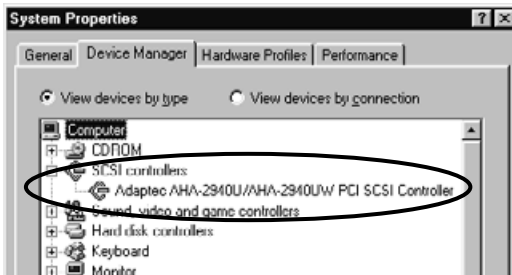 System Properties
General Device Manager Hardware Profiles Performance
View devices by type View devices by connection
Computer
CDROM
SCSI controllers
Adaptec AHA-2940U/AHA-2940UW PCI SCSI Controller
Sound, video and game controllers
Hard disk controllers
Keyboard
Monitor